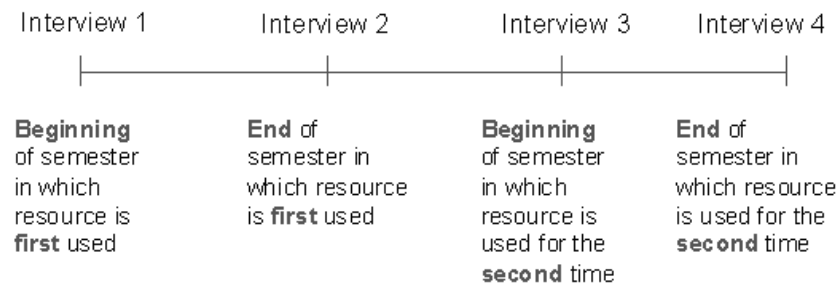 Interview 1
Interview 2
Interview 3
Interview 4
Beginning
of semester
in which
resource is
first used
End of
semester in
which resource
is first used
Beginning
of semester
in which
resource is
used for the
second time
End of
semester in
which resource
is used for the
second time